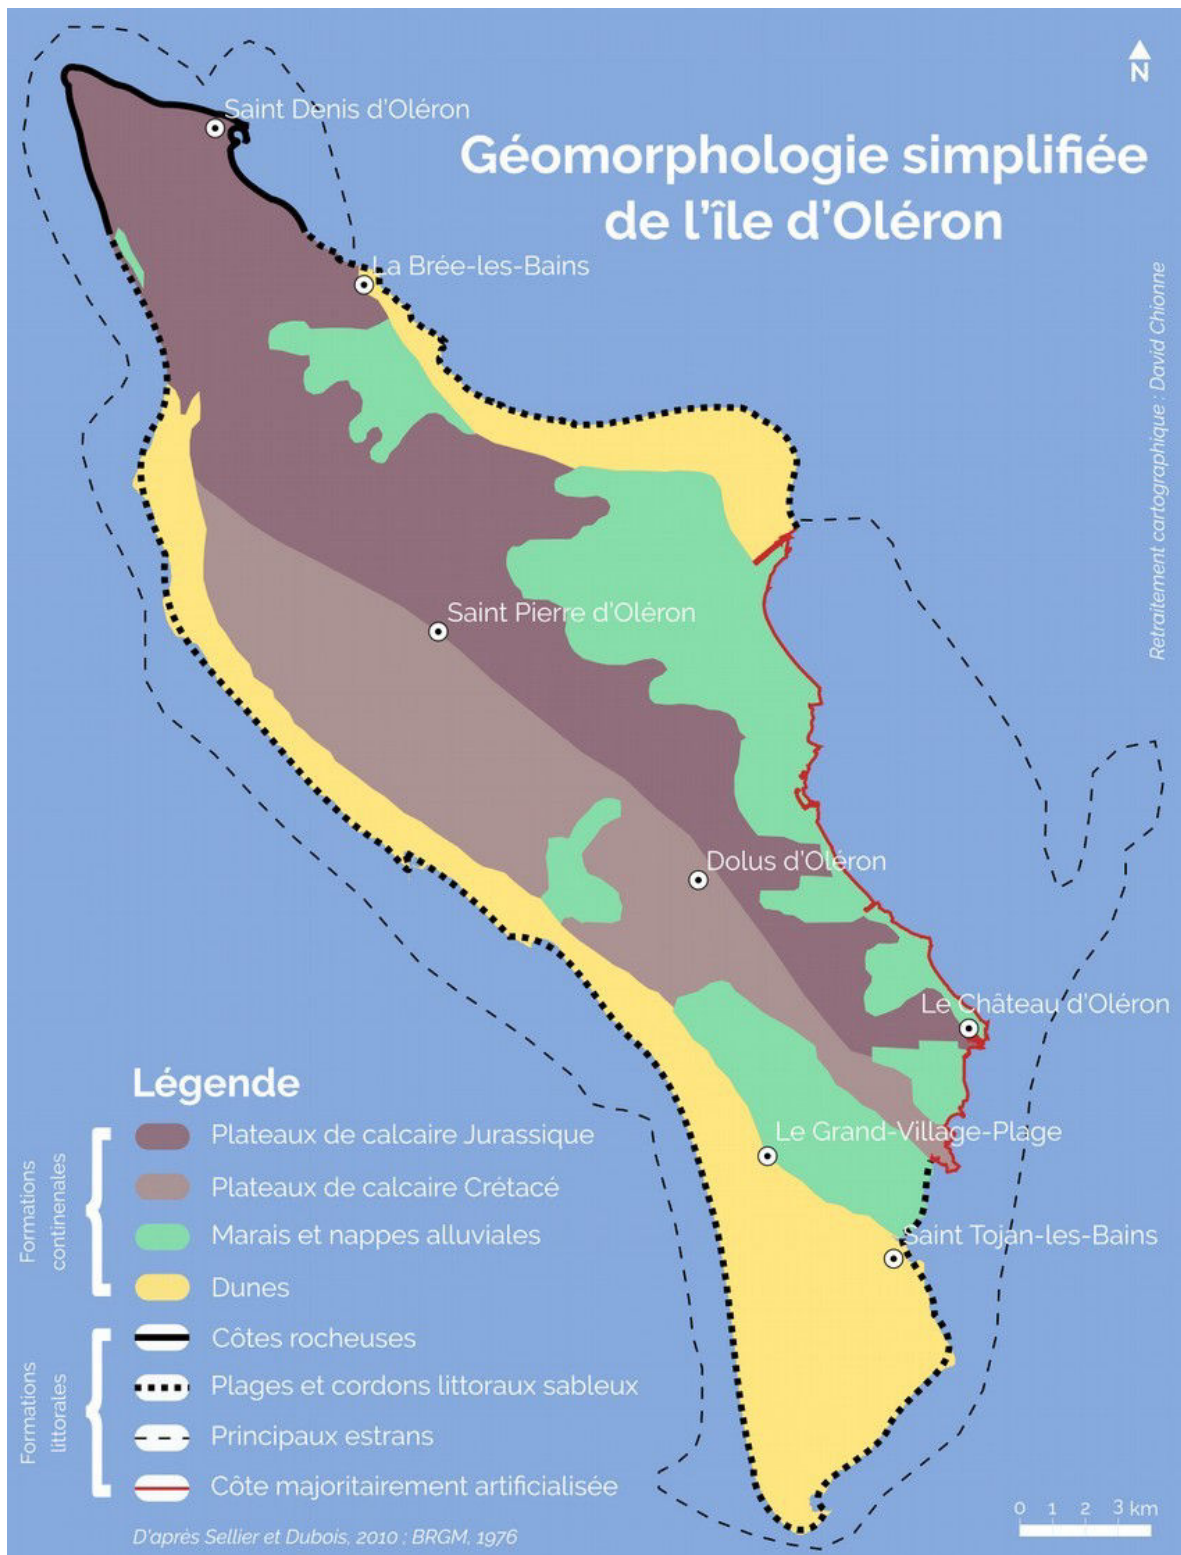 N
Saint Denis d'Oléron
Géomorphologie simplifiée
de l'île d'Oléron
La Brée-les-Bains
Retraitement cartographique : David Chionne
Saint Pierre d'Oléron
Dolus d'Oléron
Le Château d'Oléron
Le Grand-Village-Plage
Saint Tojan-les-Bains
Légende
Formations
continenales
Plateaux de calcaire Jurassique
Plateaux de calcaire Crétacé
Marais et nappes alluviales
Dunes
Formations
littorales
Côtes rocheuses
Plages et cordons littoraux sableux
Principaux estrans
Côte majoritairement artificialisée
D'après Sellier et Dubois, 2010 ; BRGM, 1976
0 1 2 3 km